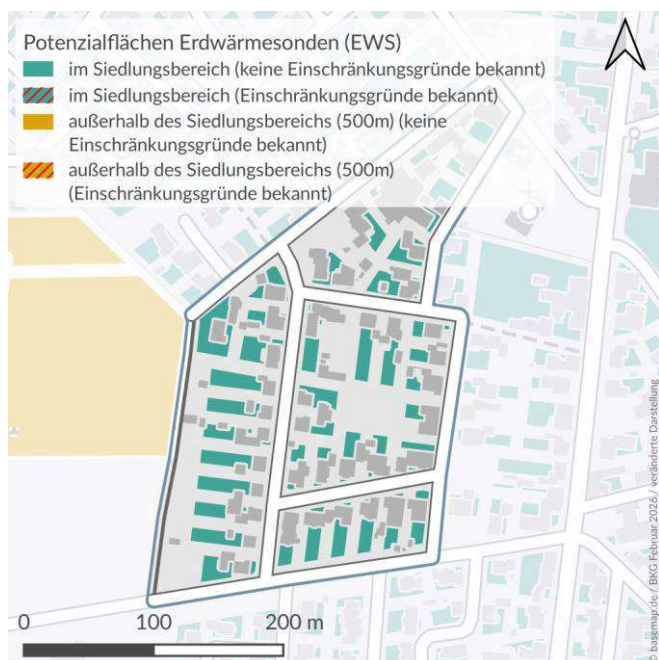 Potenzialflächen Erdwärmesonden (EWS)
im Siedlungsbereich (keine Einschränkungsgründe bekannt)
im Siedlungsbereich (Einschränkungsgründe bekannt)
außerhalb des Siedlungsbereichs (500m) (keine
Einschränkungsgründe bekannt)
außerhalb des Siedlungsbereichs (500m)
(Einschränkungsgründe bekannt)
0 100 200 m
© basemap.de / BKG Februar 2026 / veränderte Darstellung